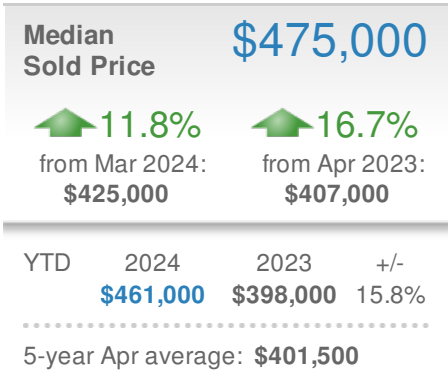 Median $475,000
Sold Price
11.8% 16.7%
from Mar 2024: from Apr 2023:
$425,000 $407,000
YTD 2024 2023 +/-
$461,000 $398,000 15.8%
5-year Apr average: $401,500